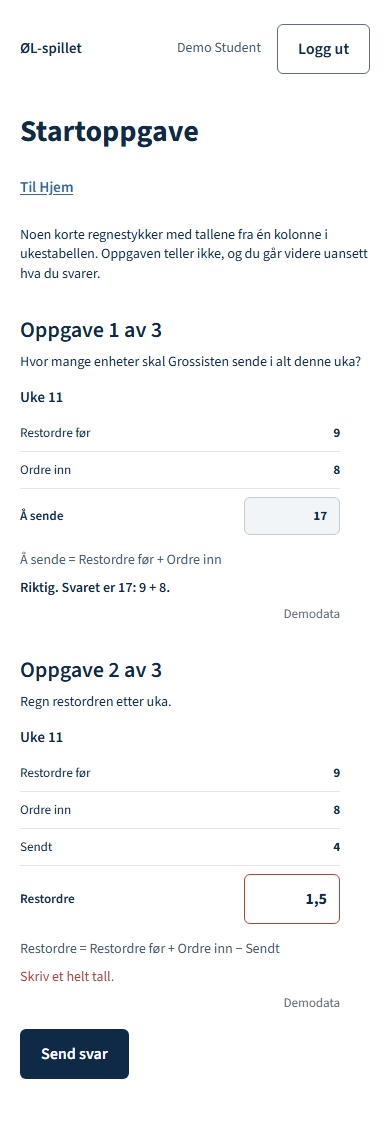 ØL-spillet
Demo Student
Logg ut
Startoppgave
Til Hjem
Noen korte regnestykker med tallene fra én kolonne i
ukestabellen. Oppgaven teller ikke, og du går videre uansett
hva du svarer.
Oppgave 1 av 3
Hvor mange enheter skal Grossisten sende i alt denne uka?
Uke 11
Restordre før 9
Ordre inn 8
Å sende 17
Å sende = Restordre før + Ordre inn
Riktig. Svaret er 17: 9 + 8.
Demodata
Oppgave 2 av 3
Regn restordren etter uka.
Uke 11
Restordre før 9
Ordre inn 8
Sendt 4
Restordre 1,5
Restordre = Restordre før + Ordre inn − Sendt
Skriv et helt tall.
Demodata
Send svar